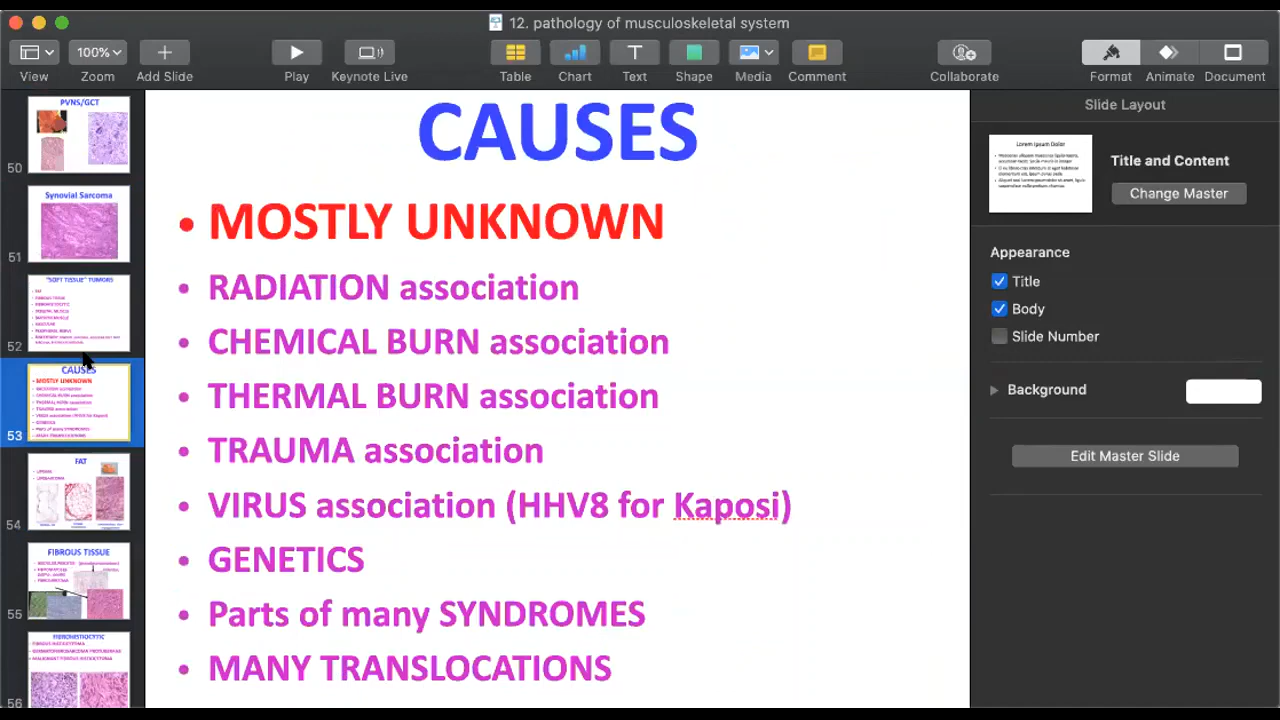 12. pathology of musculoskeletal system
100%
View
Zoom
Add Slide
Play
Keynote Live
Table
Chart
Text
Shape
Media
Comment
Collaborate
Format
Animate
Document
PVNS/GCT
50
Synovial Sarcoma
51
"SOFT TISSUE" TUMORS
52
CAUSES
MOSTLY UNKNOWN
53
FAT
54
FIBROUS TISSUE
55
FIBROHISTIOCYTIC
56
CAUSES
• MOSTLY UNKNOWN
• RADIATION association
• CHEMICAL BURN association
• THERMAL BURN association
• TRAUMA association
• VIRUS association (HHV8 for Kaposi)
• GENETICS
• Parts of many SYNDROMES
• MANY TRANSLOCATIONS
Slide Layout
Lorem Ipsum Dolor
Title and Content
Change Master
Appearance
Title
Body
Slide Number
Background
Edit Master Slide